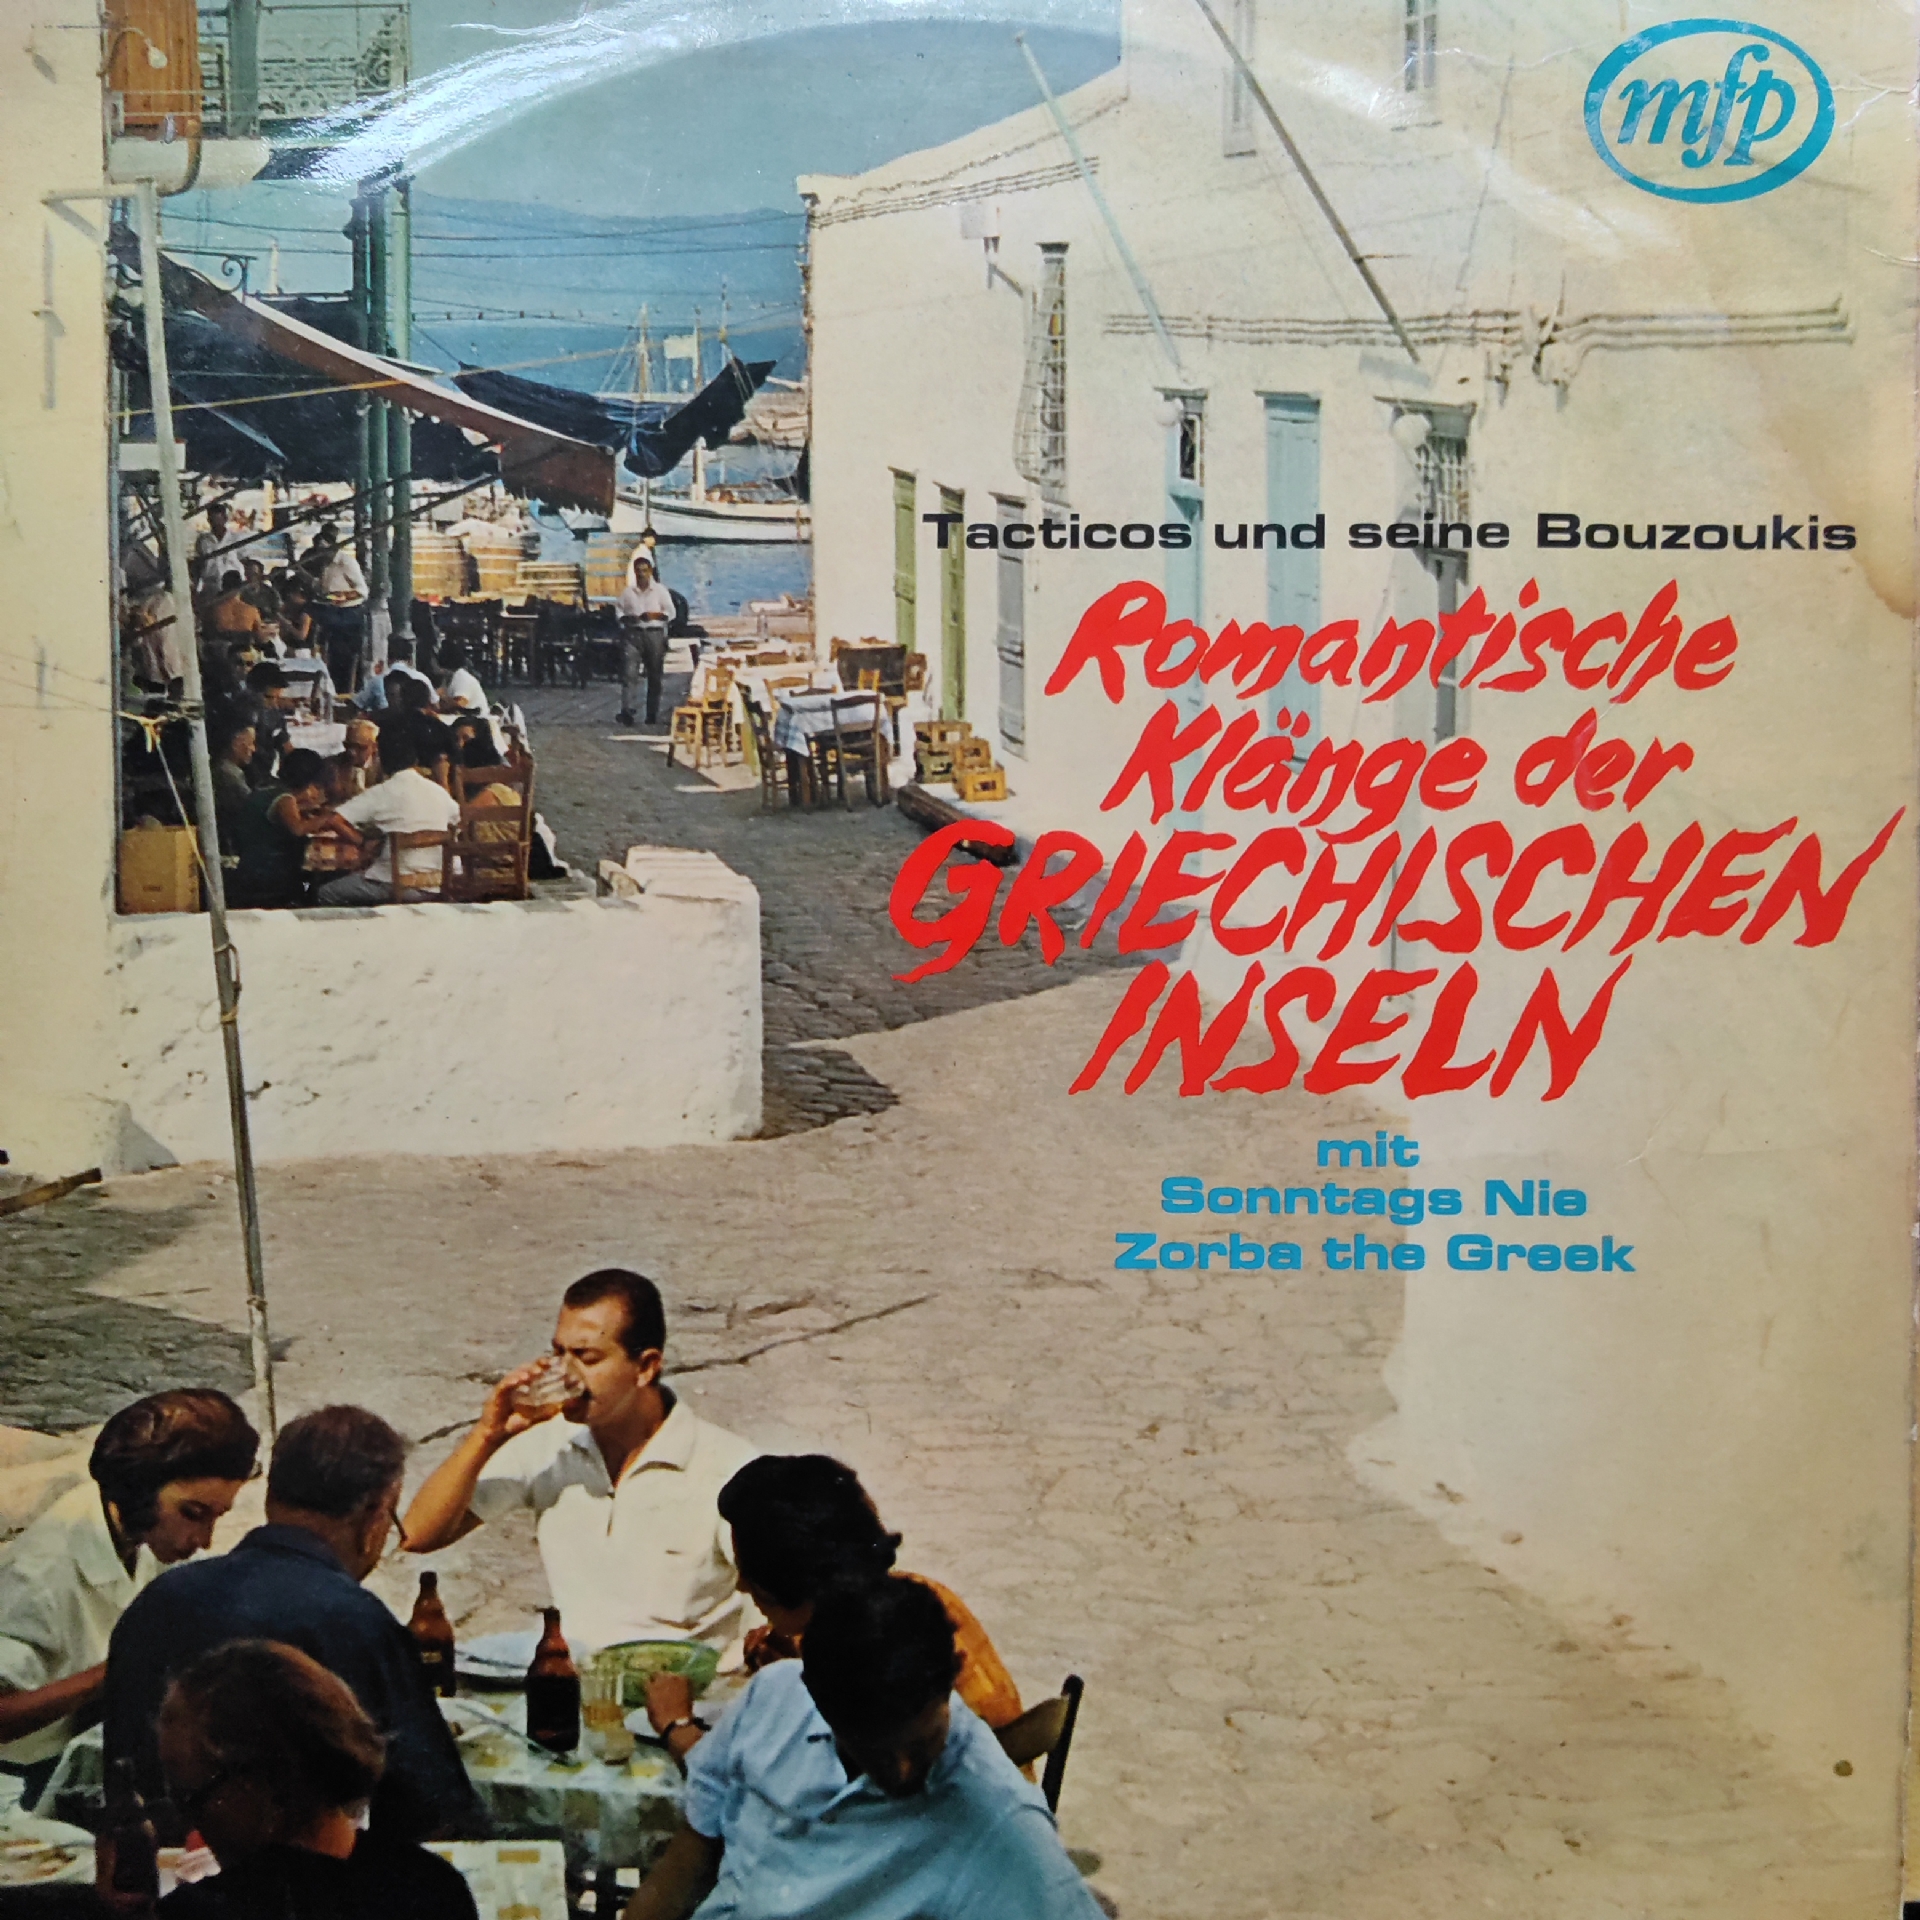 mfp
Tacticos und seine Bouzoukis
Romantische
Klänge der
GRIECHISCHEN
INSELN
mit
Sonntags Nie
Zorba the Greek